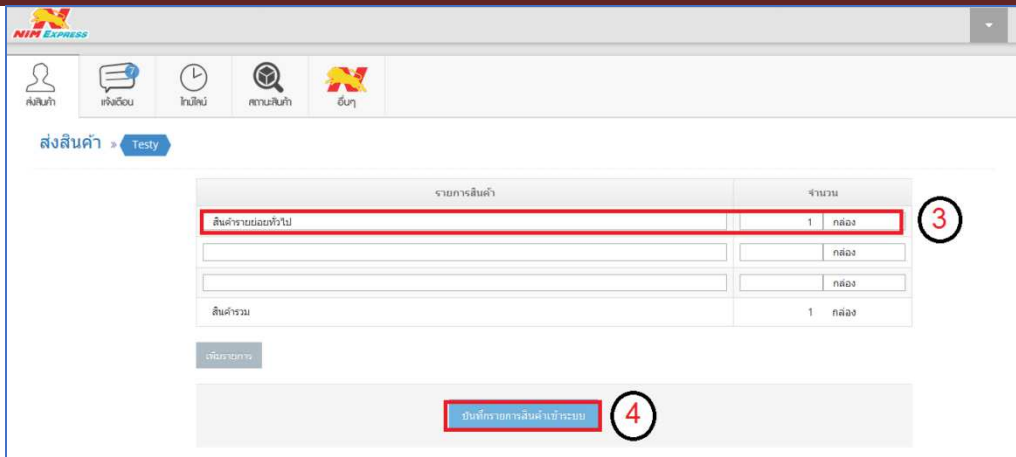 NiM EXPRESS
ส่งสินค้า แจ้งเตือน 7 ไทม์ไลน์ สถานะสินค้า อื่นๆ
ส่งสินค้า » Testy
รายการสินค้า จำนวน
สินค้ารายย่อยทั่วไป 1 กล่อง 3
กล่อง
กล่อง
สินค้ารวม 1 กล่อง
เพิ่มรายการ
บันทึกรายการสินค้าเข้าระบบ 4